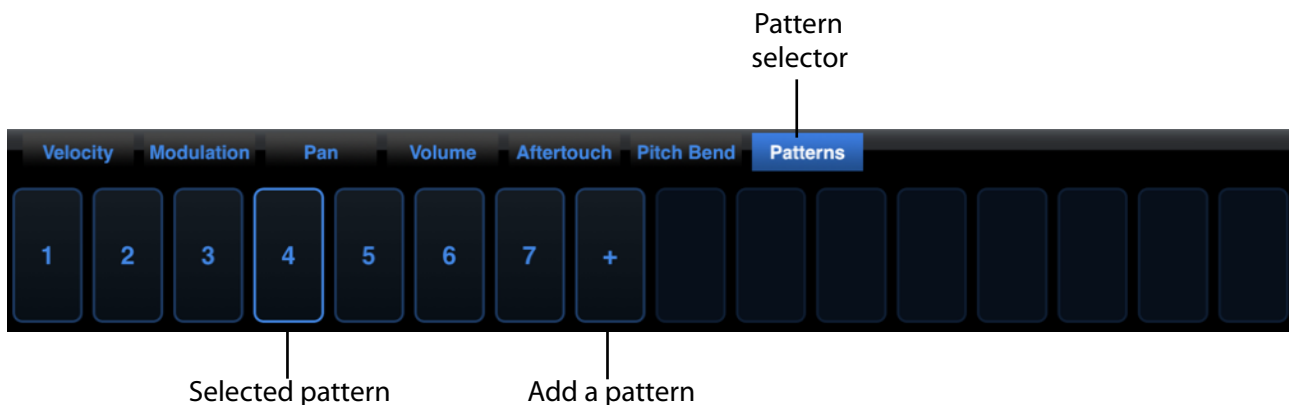 Pattern
selector
Velocity Modulation Pan Volume Aftertouch Pitch Bend Patterns
1 2 3 4 5 6 7 +
Selected pattern Add a pattern